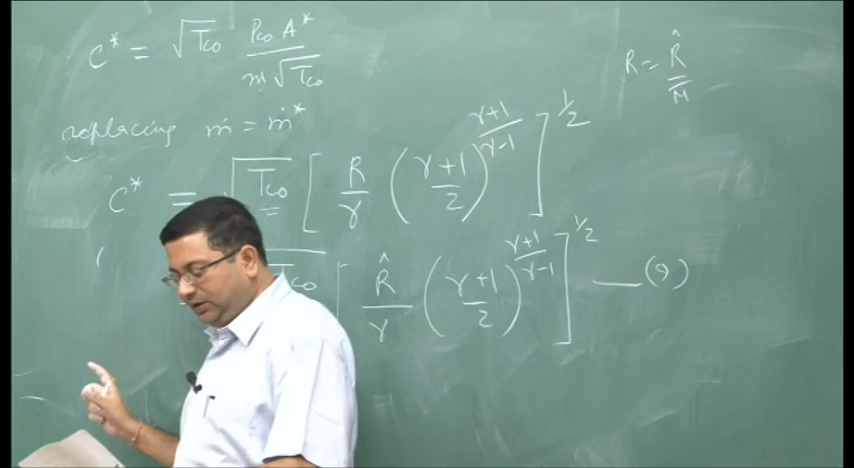 C* = √Tco Pco A* / ṁ √Tco
R = R̂ / M
replacing ṁ = ṁ*
C* = √Tco [ R/γ ( (γ+1)/2 )^((γ+1)/(γ-1)) ]^(1/2)
[ R̂/γ ( (γ+1)/2 )^((γ+1)/(γ-1)) ]^(1/2) —(9)